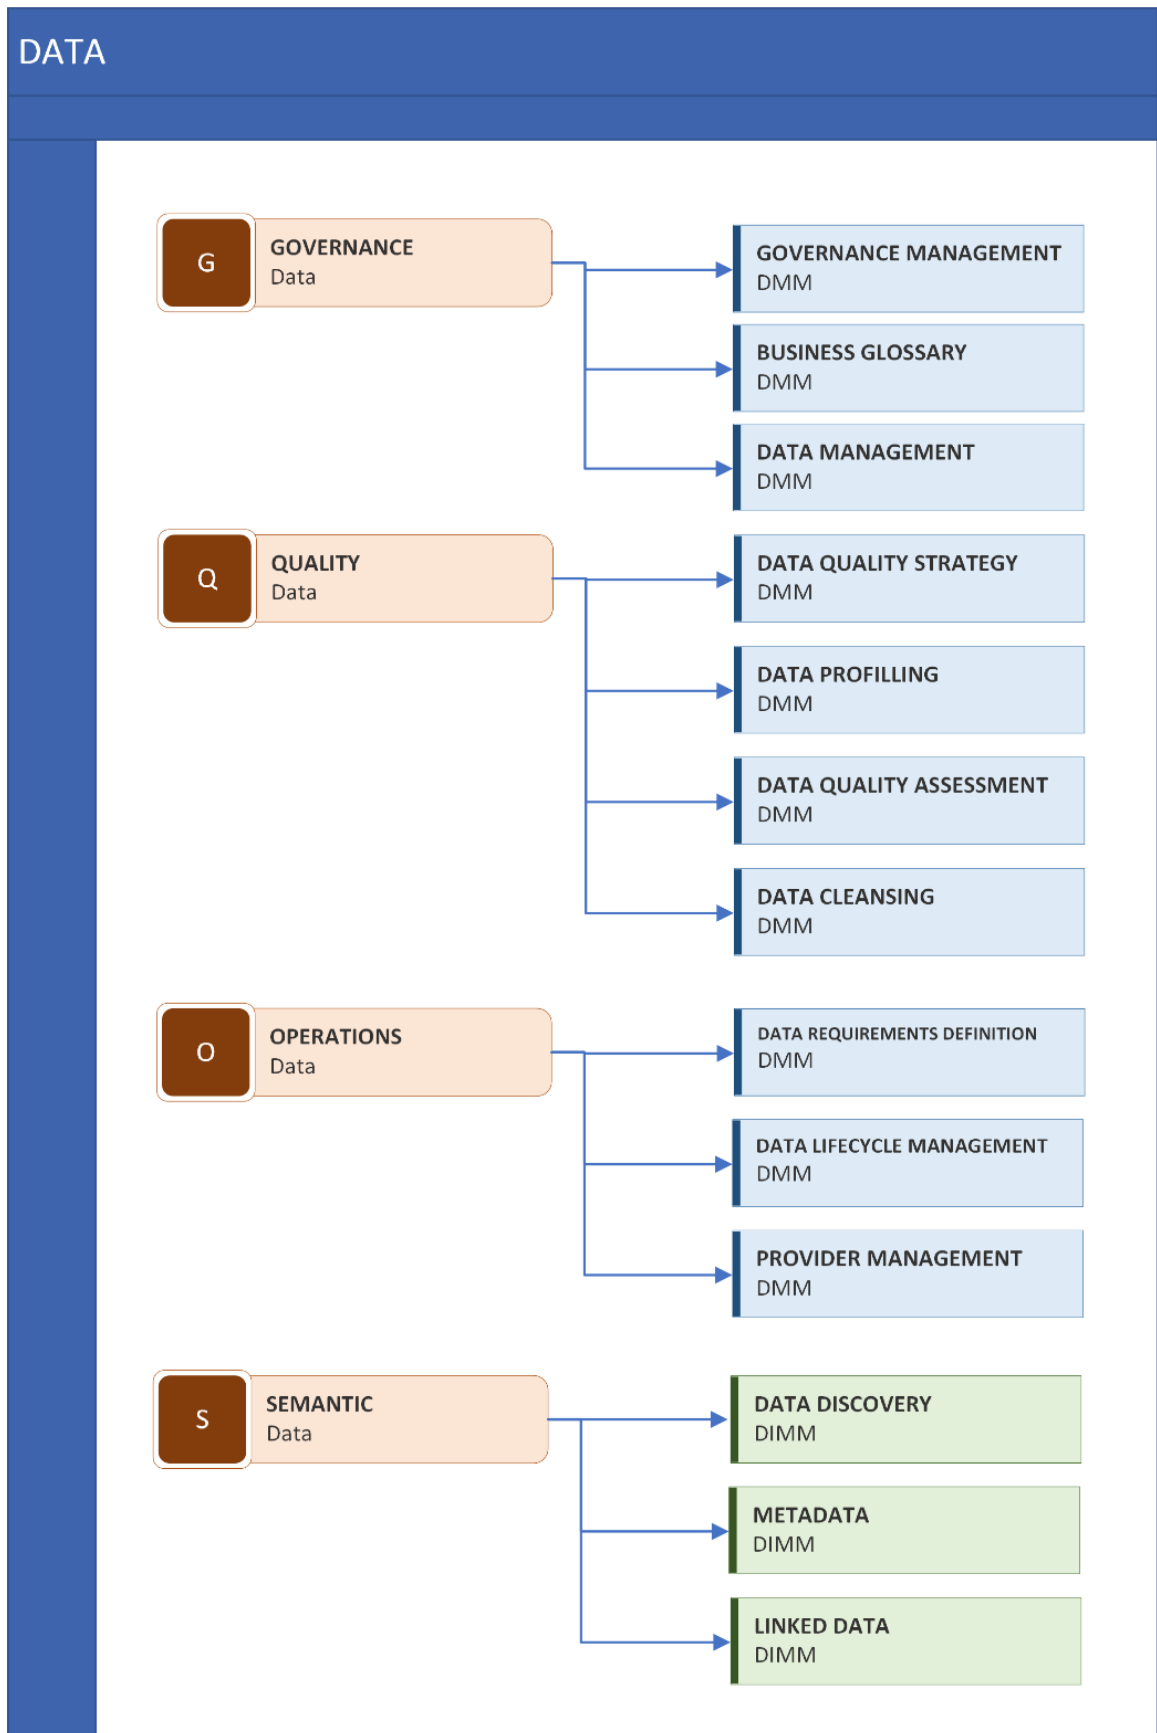 DATA
G
GOVERNANCE
Data
GOVERNANCE MANAGEMENT
DMM
BUSINESS GLOSSARY
DMM
DATA MANAGEMENT
DMM
Q
QUALITY
Data
DATA QUALITY STRATEGY
DMM
DATA PROFILLING
DMM
DATA QUALITY ASSESSMENT
DMM
DATA CLEANSING
DMM
O
OPERATIONS
Data
DATA REQUIREMENTS DEFINITION
DMM
DATA LIFECYCLE MANAGEMENT
DMM
PROVIDER MANAGEMENT
DMM
S
SEMANTIC
Data
DATA DISCOVERY
DIMM
METADATA
DIMM
LINKED DATA
DIMM